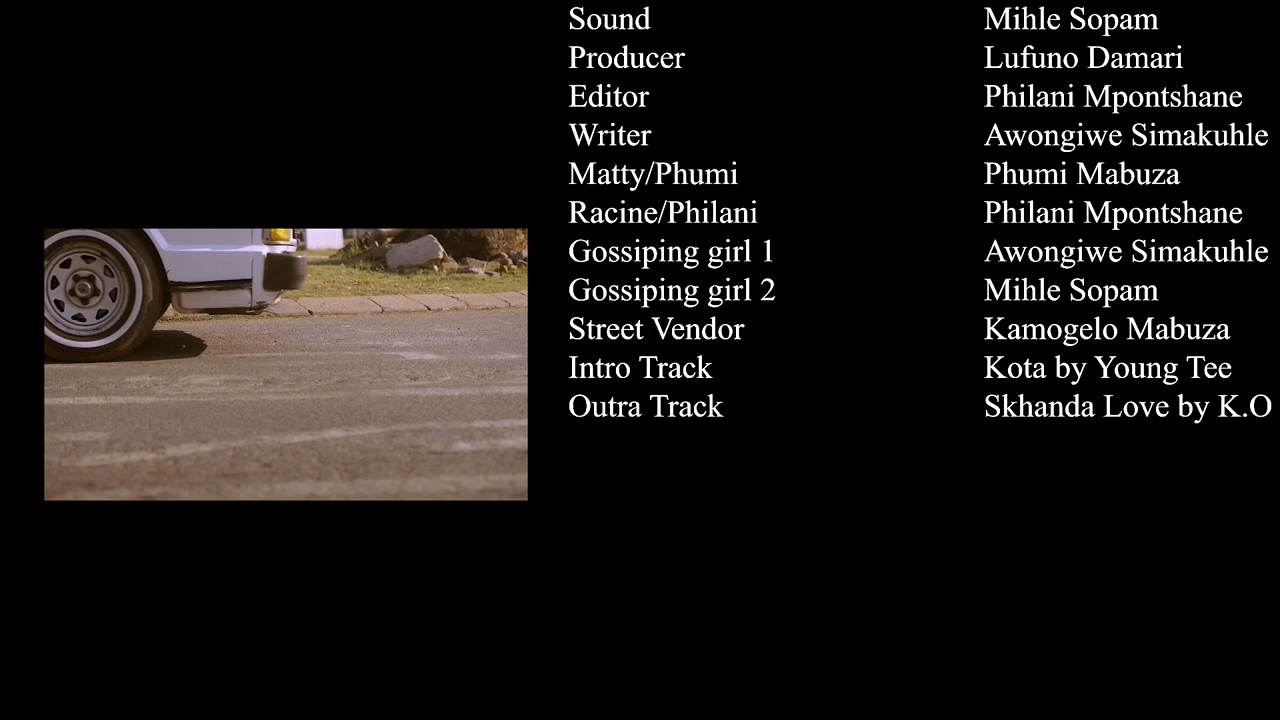 Sound Mihle Sopam
Producer Lufuno Damari
Editor Philani Mpontshane
Writer Awongiwe Simakuhle
Matty/Phumi Phumi Mabuza
Racine/Philani Philani Mpontshane
Gossiping girl 1 Awongiwe Simakuhle
Gossiping girl 2 Mihle Sopam
Street Vendor Kamogelo Mabuza
Intro Track Kota by Young Tee
Outra Track Skhanda Love by K.O